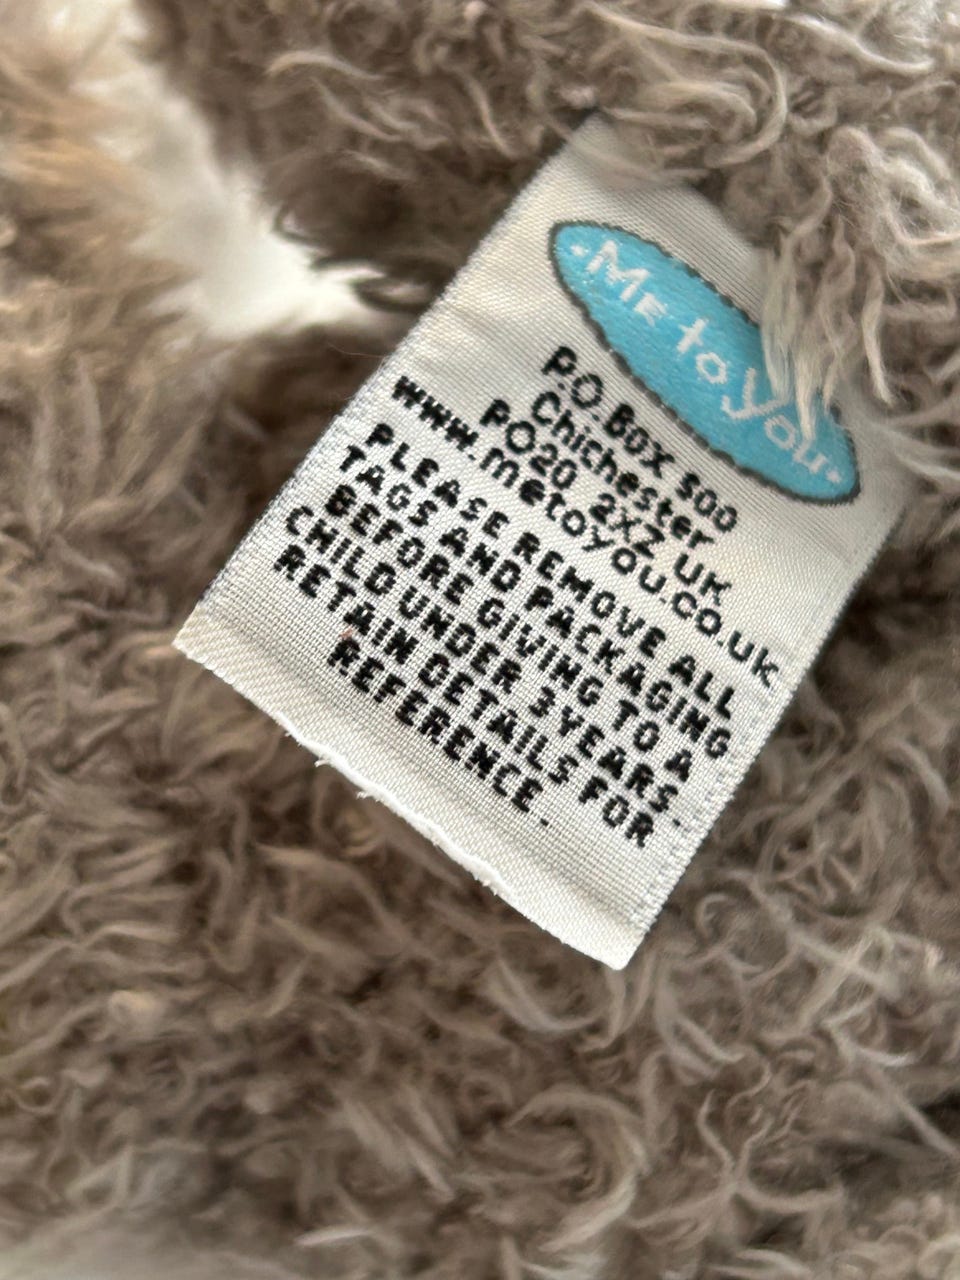 ·Me to you·
P.O. Box 500
Chichester
PO20 2XZ UK
www.metoyou.co.uk
PLEASE REMOVE ALL
TAGS AND PACKAGING
BEFORE GIVING TO A
CHILD UNDER 3 YEARS.
RETAIN DETAILS FOR
REFERENCE.